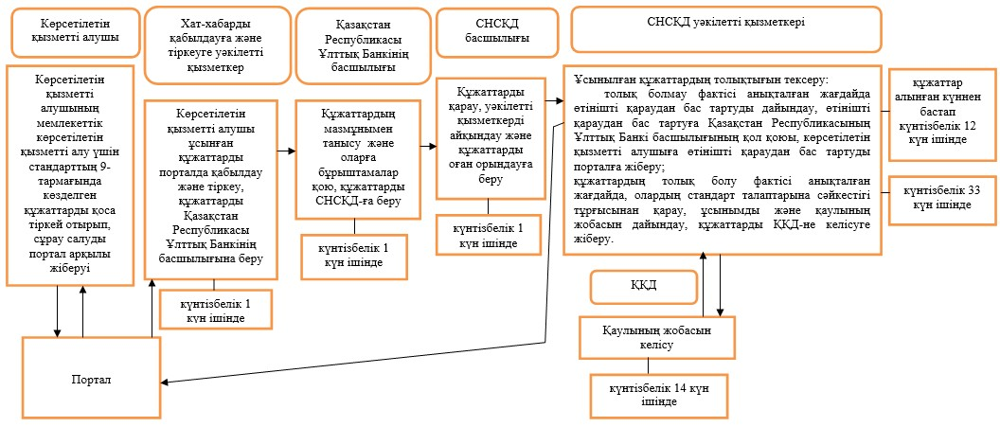 Көрсетілетін
қызметті алушы
Хат-хабарды
қабылдауға және
тіркеуге уәкілетті
қызметкер
Қазақстан
Республикасы
Ұлттық Банкінің
басшылығы
СНСҚД
басшылығы
СНСҚД уәкілетті қызметкері
Көрсетілетін
қызметті
алушының
мемлекеттік
көрсетілетін
қызметті алу үшін
стандарттың 9-
тармағында
көзделген
құжаттарды қоса
тіркей отырып,
сұрау салуды
портал арқылы
жіберуі
Көрсетілетін
қызметті алушы
ұсынған
құжаттарды
порталда қабылдау
және тіркеу,
құжаттарды
Қазақстан
Республикасы
Ұлттық Банкінің
басшылығына беру
күнтізбелік 1
күн ішінде
Құжаттардың
мазмұнымен
танысу және
оларға
бұрыштамалар
қою, құжаттарды
СНСҚД-ға беру
күнтізбелік 1
күн ішінде
Құжаттарды
қарау, уәкілетті
қызметкерді
айқындау және
құжаттарды
оған орындауға
беру
күнтізбелік 1
күн ішінде
Ұсынылған құжаттардың толықтығын тексеру:
толық болмау фактісі анықталған жағдайда
өтінішті қараудан бас тартуды дайындау, өтінішті
қараудан бас тартуға Қазақстан Республикасының
Ұлттық Банкі басшылығының қол қоюы, көрсетілетін
қызметті алушыға өтінішті қараудан бас тартуды
порталға жіберу;
құжаттардың толық болу фактісі анықталған
жағдайда, олардың стандарт талаптарына сәйкестігі
тұрғысынан қарау, ұсынымды және қаулының
жобасын дайындау, құжаттарды ҚҚД-не келісуге
жіберу.
құжаттар
алынған күннен
бастап
күнтізбелік 12
күн ішінде
күнтізбелік 33
күн ішінде
ҚҚД
Қаулының жобасын
келісу
күнтізбелік 14 күн
ішінде
Портал